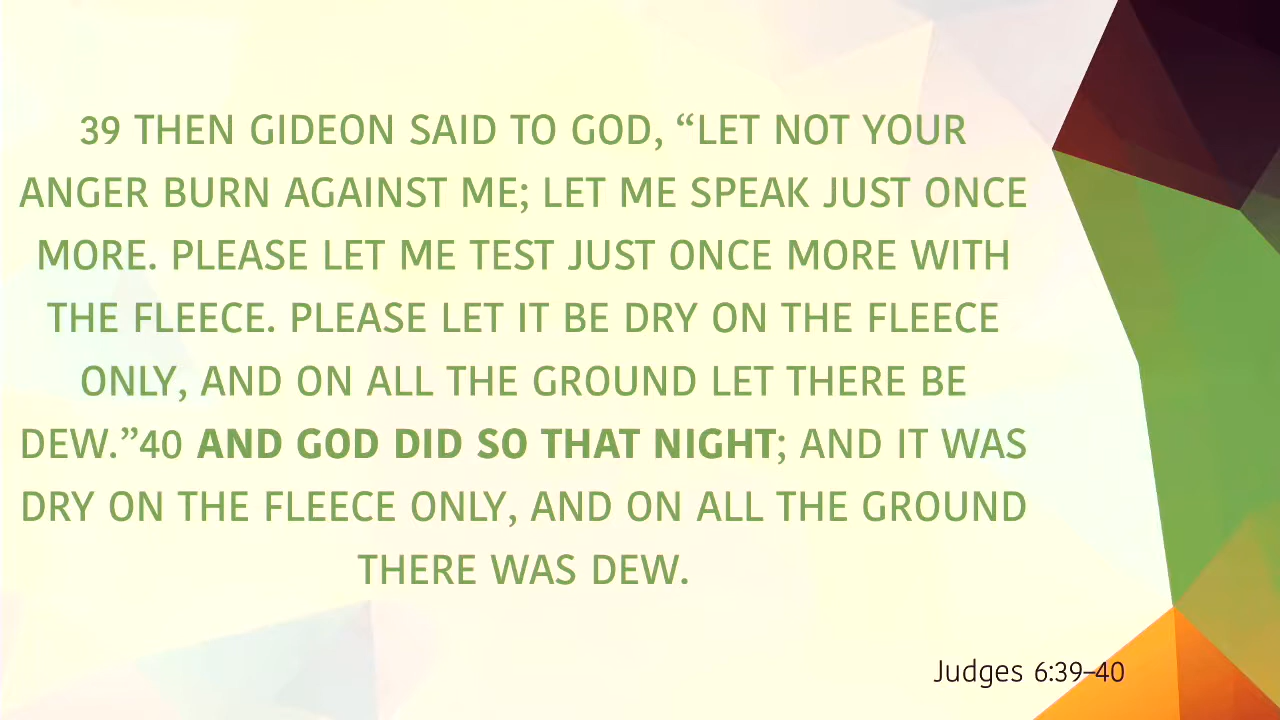 39 THEN GIDEON SAID TO GOD, “LET NOT YOUR
ANGER BURN AGAINST ME; LET ME SPEAK JUST ONCE
MORE. PLEASE LET ME TEST JUST ONCE MORE WITH
THE FLEECE. PLEASE LET IT BE DRY ON THE FLEECE
ONLY, AND ON ALL THE GROUND LET THERE BE
DEW.”40 AND GOD DID SO THAT NIGHT; AND IT WAS
DRY ON THE FLEECE ONLY, AND ON ALL THE GROUND
THERE WAS DEW.
Judges 6:39–40